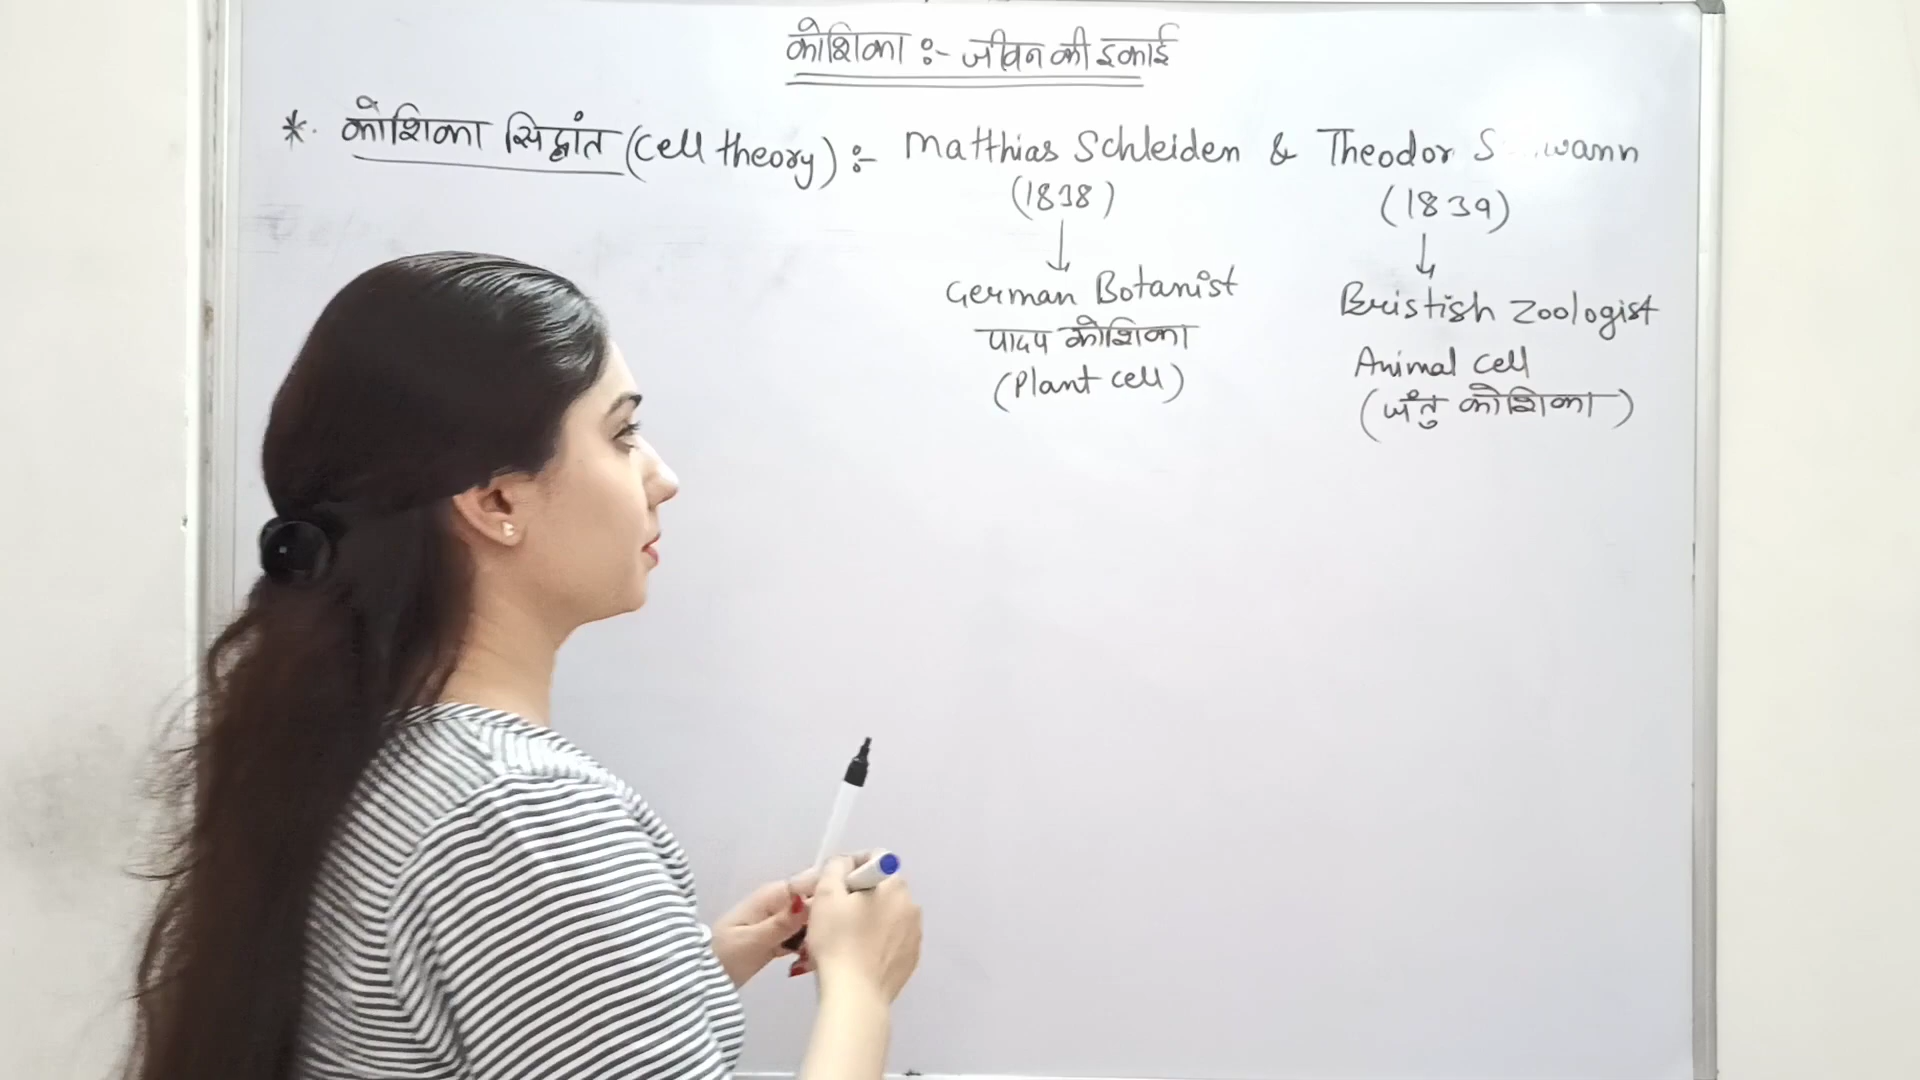 कोशिका :- जीवन की इकाई
*. कोशिका सिद्धांत (Cell theory) :- Matthias Schleiden & Theodor
(1838) (1839)
↓ ↓
German Botanist Bristish Zoologist
पादप कोशिका Animal cell
(Plant cell) (जंतु कोशिका)